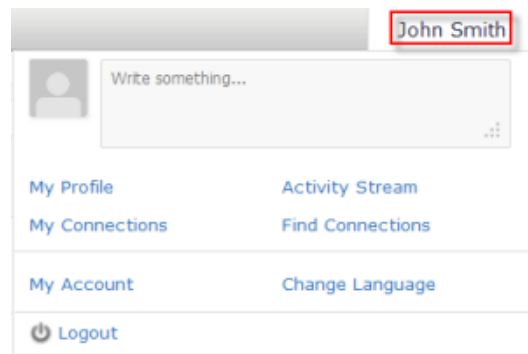 John Smith
Write something...
My Profile Activity Stream
My Connections Find Connections
My Account Change Language
Logout